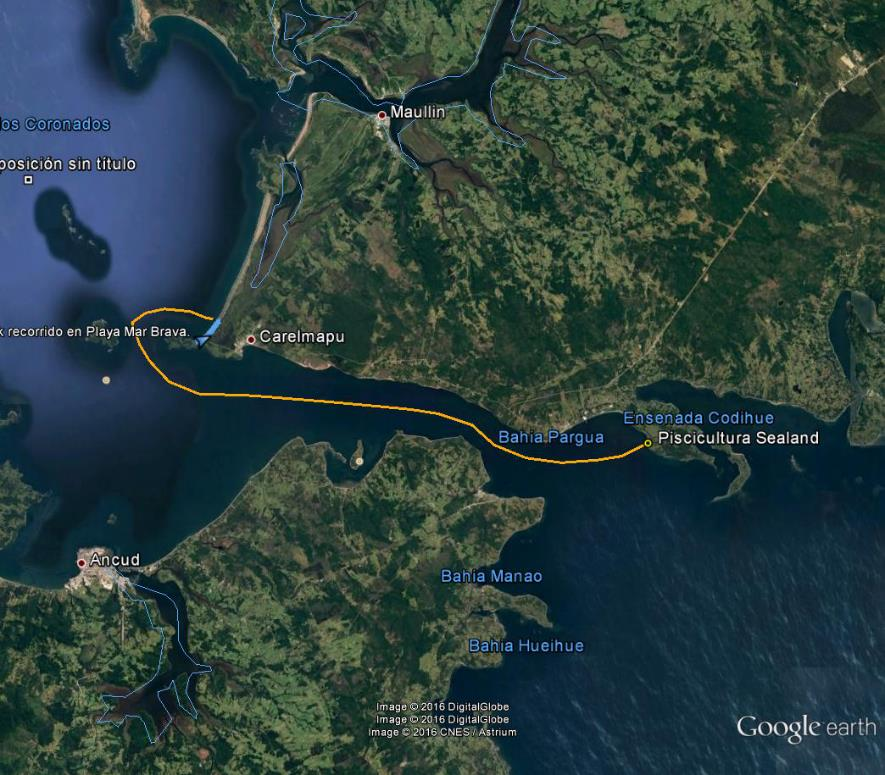 Maullin
los Coronados
posición sin título
k recorrido en Playa Mar Brava.
Carelmapu
Ensenada Codihue
Bahia Pargua
Piscicultura Sealand
Ancud
Bahia Manao
Bahia Hueihue
Image © 2016 DigitalGlobe
Image © 2016 DigitalGlobe
Image © 2016 CNES / Astrium
Google earth